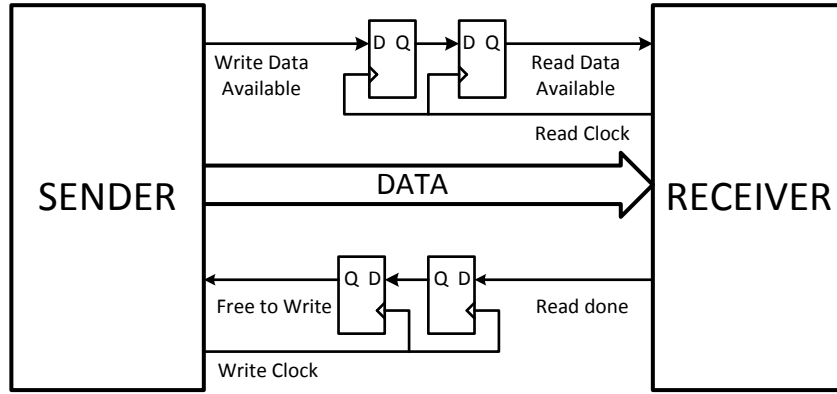 D Q
D Q
Write Data
Available
Read Data
Available
Read Clock
SENDER
DATA
RECEIVER
Q D
Q D
Free to Write
Read done
Write Clock